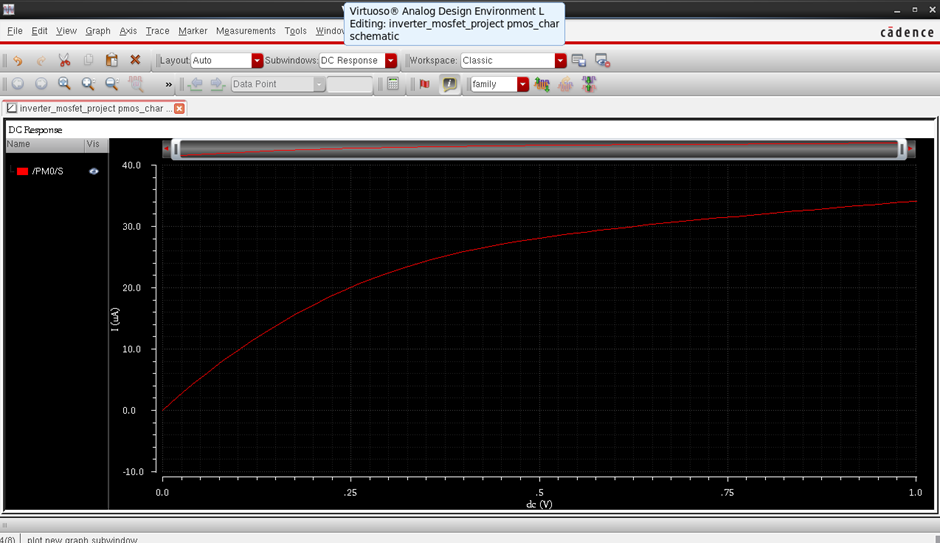 Virtuoso® Analog Design Environment L
Editing: inverter_mosfet_project pmos_char
schematic
File Edit View Graph Axis Trace Marker Measurements Tools Window
cādence
Layout: Auto Subwindows: DC Response Workspace: Classic
» Data Point family
inverter_mosfet_project pmos_char ...
DC Response
Name Vis
/PM0/S
40.0
30.0
20.0
10.0
0.0
-10.0
I (uA)
0.0 .25 .5 .75 1.0
dc (V)
4(8) plot new graph subwindow